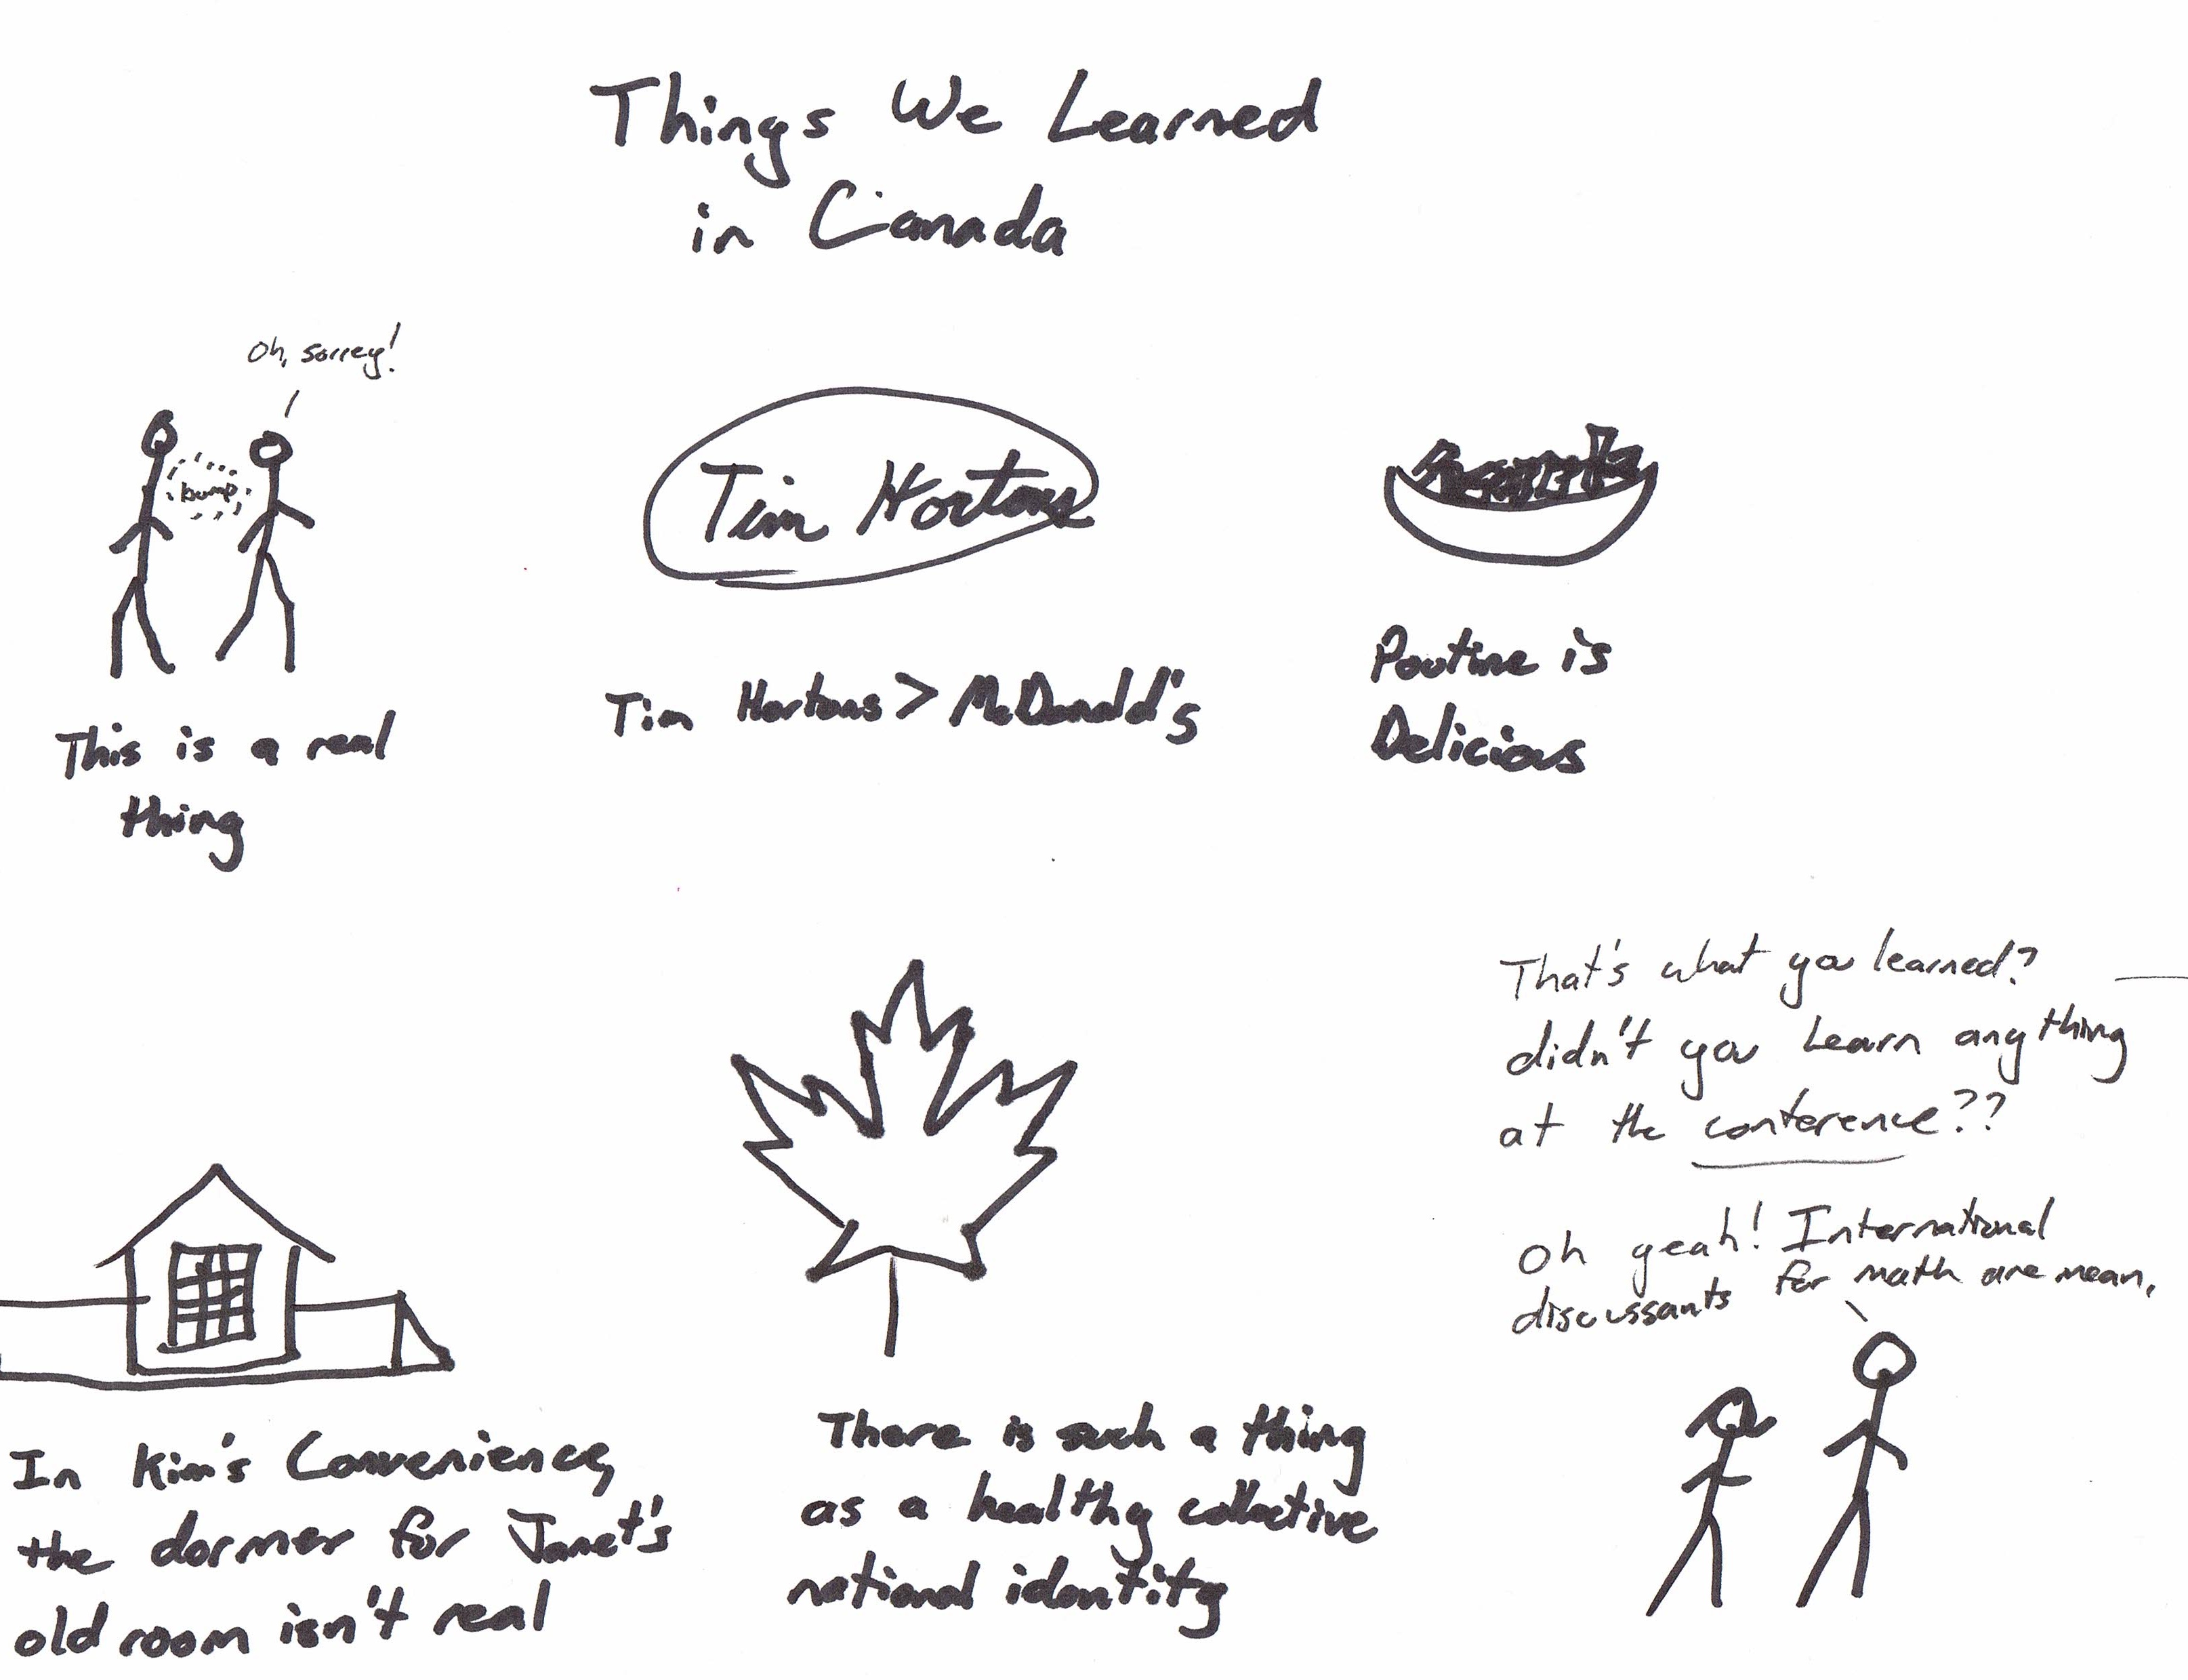 Things We Learned
in Canada
Oh, sorrey!
bump
This is a real
thing
Tim Hortons
Tim Hortons > McDonald's
Poutine is
Delicious
In Kim's Convenience,
the dormer for Janet's
old room isn't real
There is such a thing
as a healthy collective
national identity
That's what you learned?
didn't you learn anything
at the conference??
Oh yeah! International
discussants for math are mean.